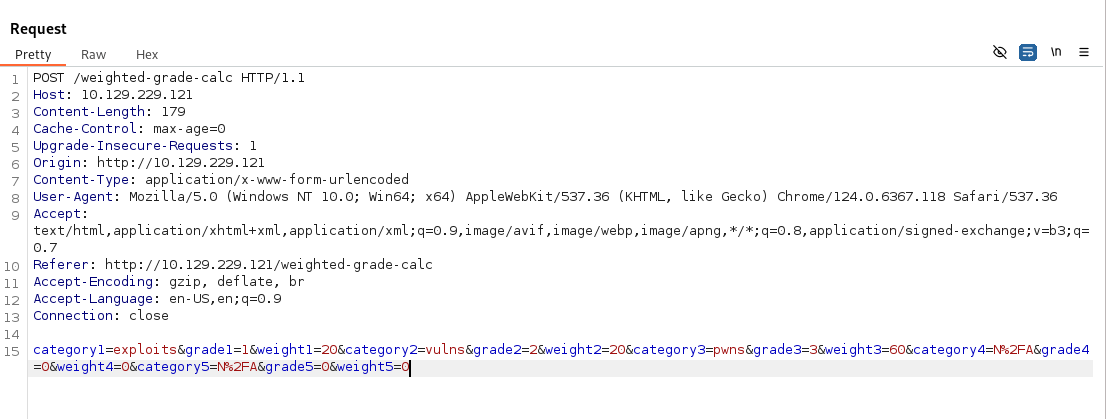 Request
Pretty Raw Hex \n
1 POST /weighted-grade-calc HTTP/1.1
2 Host: 10.129.229.121
3 Content-Length: 179
4 Cache-Control: max-age=0
5 Upgrade-Insecure-Requests: 1
6 Origin: http://10.129.229.121
7 Content-Type: application/x-www-form-urlencoded
8 User-Agent: Mozilla/5.0 (Windows NT 10.0; Win64; x64) AppleWebKit/537.36 (KHTML, like Gecko) Chrome/124.0.6367.118 Safari/537.36
9 Accept:
text/html,application/xhtml+xml,application/xml;q=0.9,image/avif,image/webp,image/apng,*/*;q=0.8,application/signed-exchange;v=b3;q=
0.7
10 Referer: http://10.129.229.121/weighted-grade-calc
11 Accept-Encoding: gzip, deflate, br
12 Accept-Language: en-US,en;q=0.9
13 Connection: close
14
15 category1=exploits&grade1=1&weight1=20&category2=vulns&grade2=2&weight2=20&category3=pwns&grade3=3&weight3=60&category4=N%2FA&grade4
=0&weight4=0&category5=N%2FA&grade5=0&weight5=0